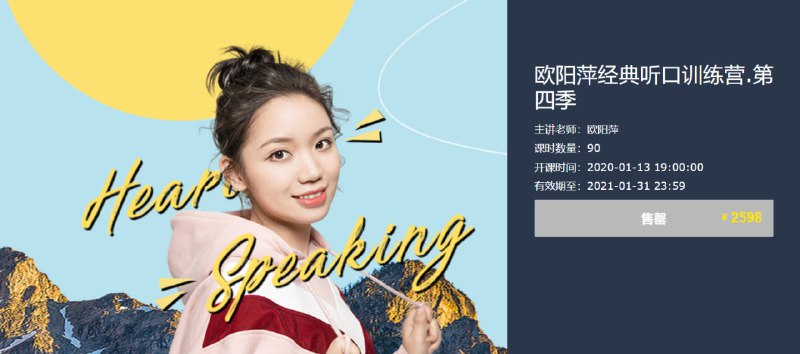 Heart
Speaking
欧阳萍经典听口训练营.第
四季
主讲老师：欧阳萍
课时数量：90
开课时间：2020-01-13 19:00:00
有效期至：2021-01-31 23:59
售罄 ¥ 2598